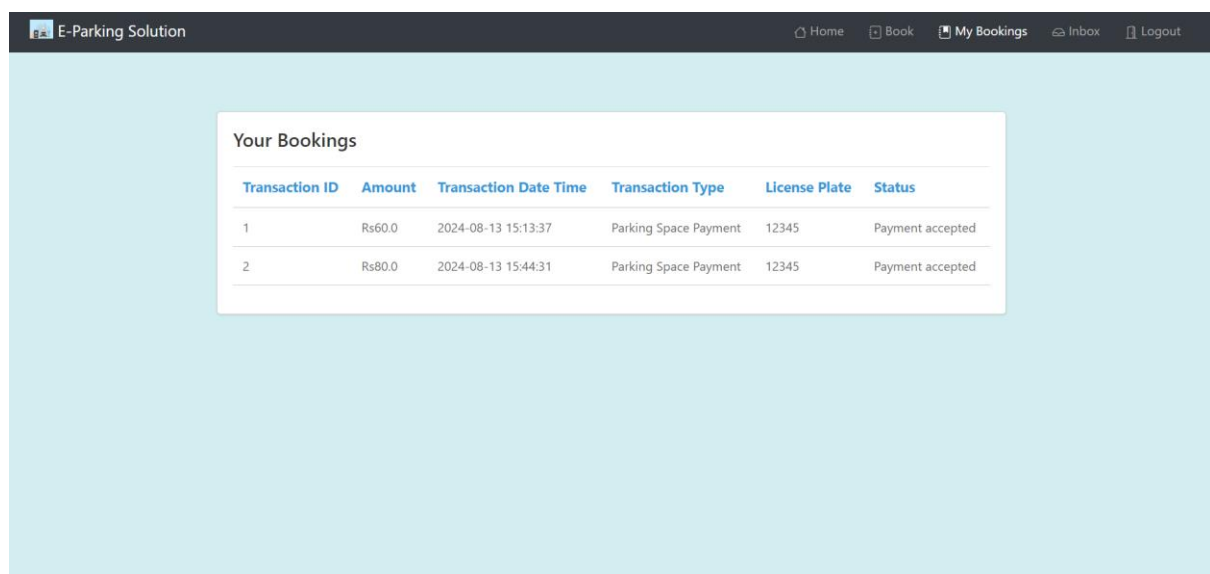 E-Parking Solution Home Book My Bookings Inbox Logout
Your Bookings
Transaction ID Amount Transaction Date Time Transaction Type License Plate Status
1 Rs60.0 2024-08-13 15:13:37 Parking Space Payment 12345 Payment accepted
2 Rs80.0 2024-08-13 15:44:31 Parking Space Payment 12345 Payment accepted